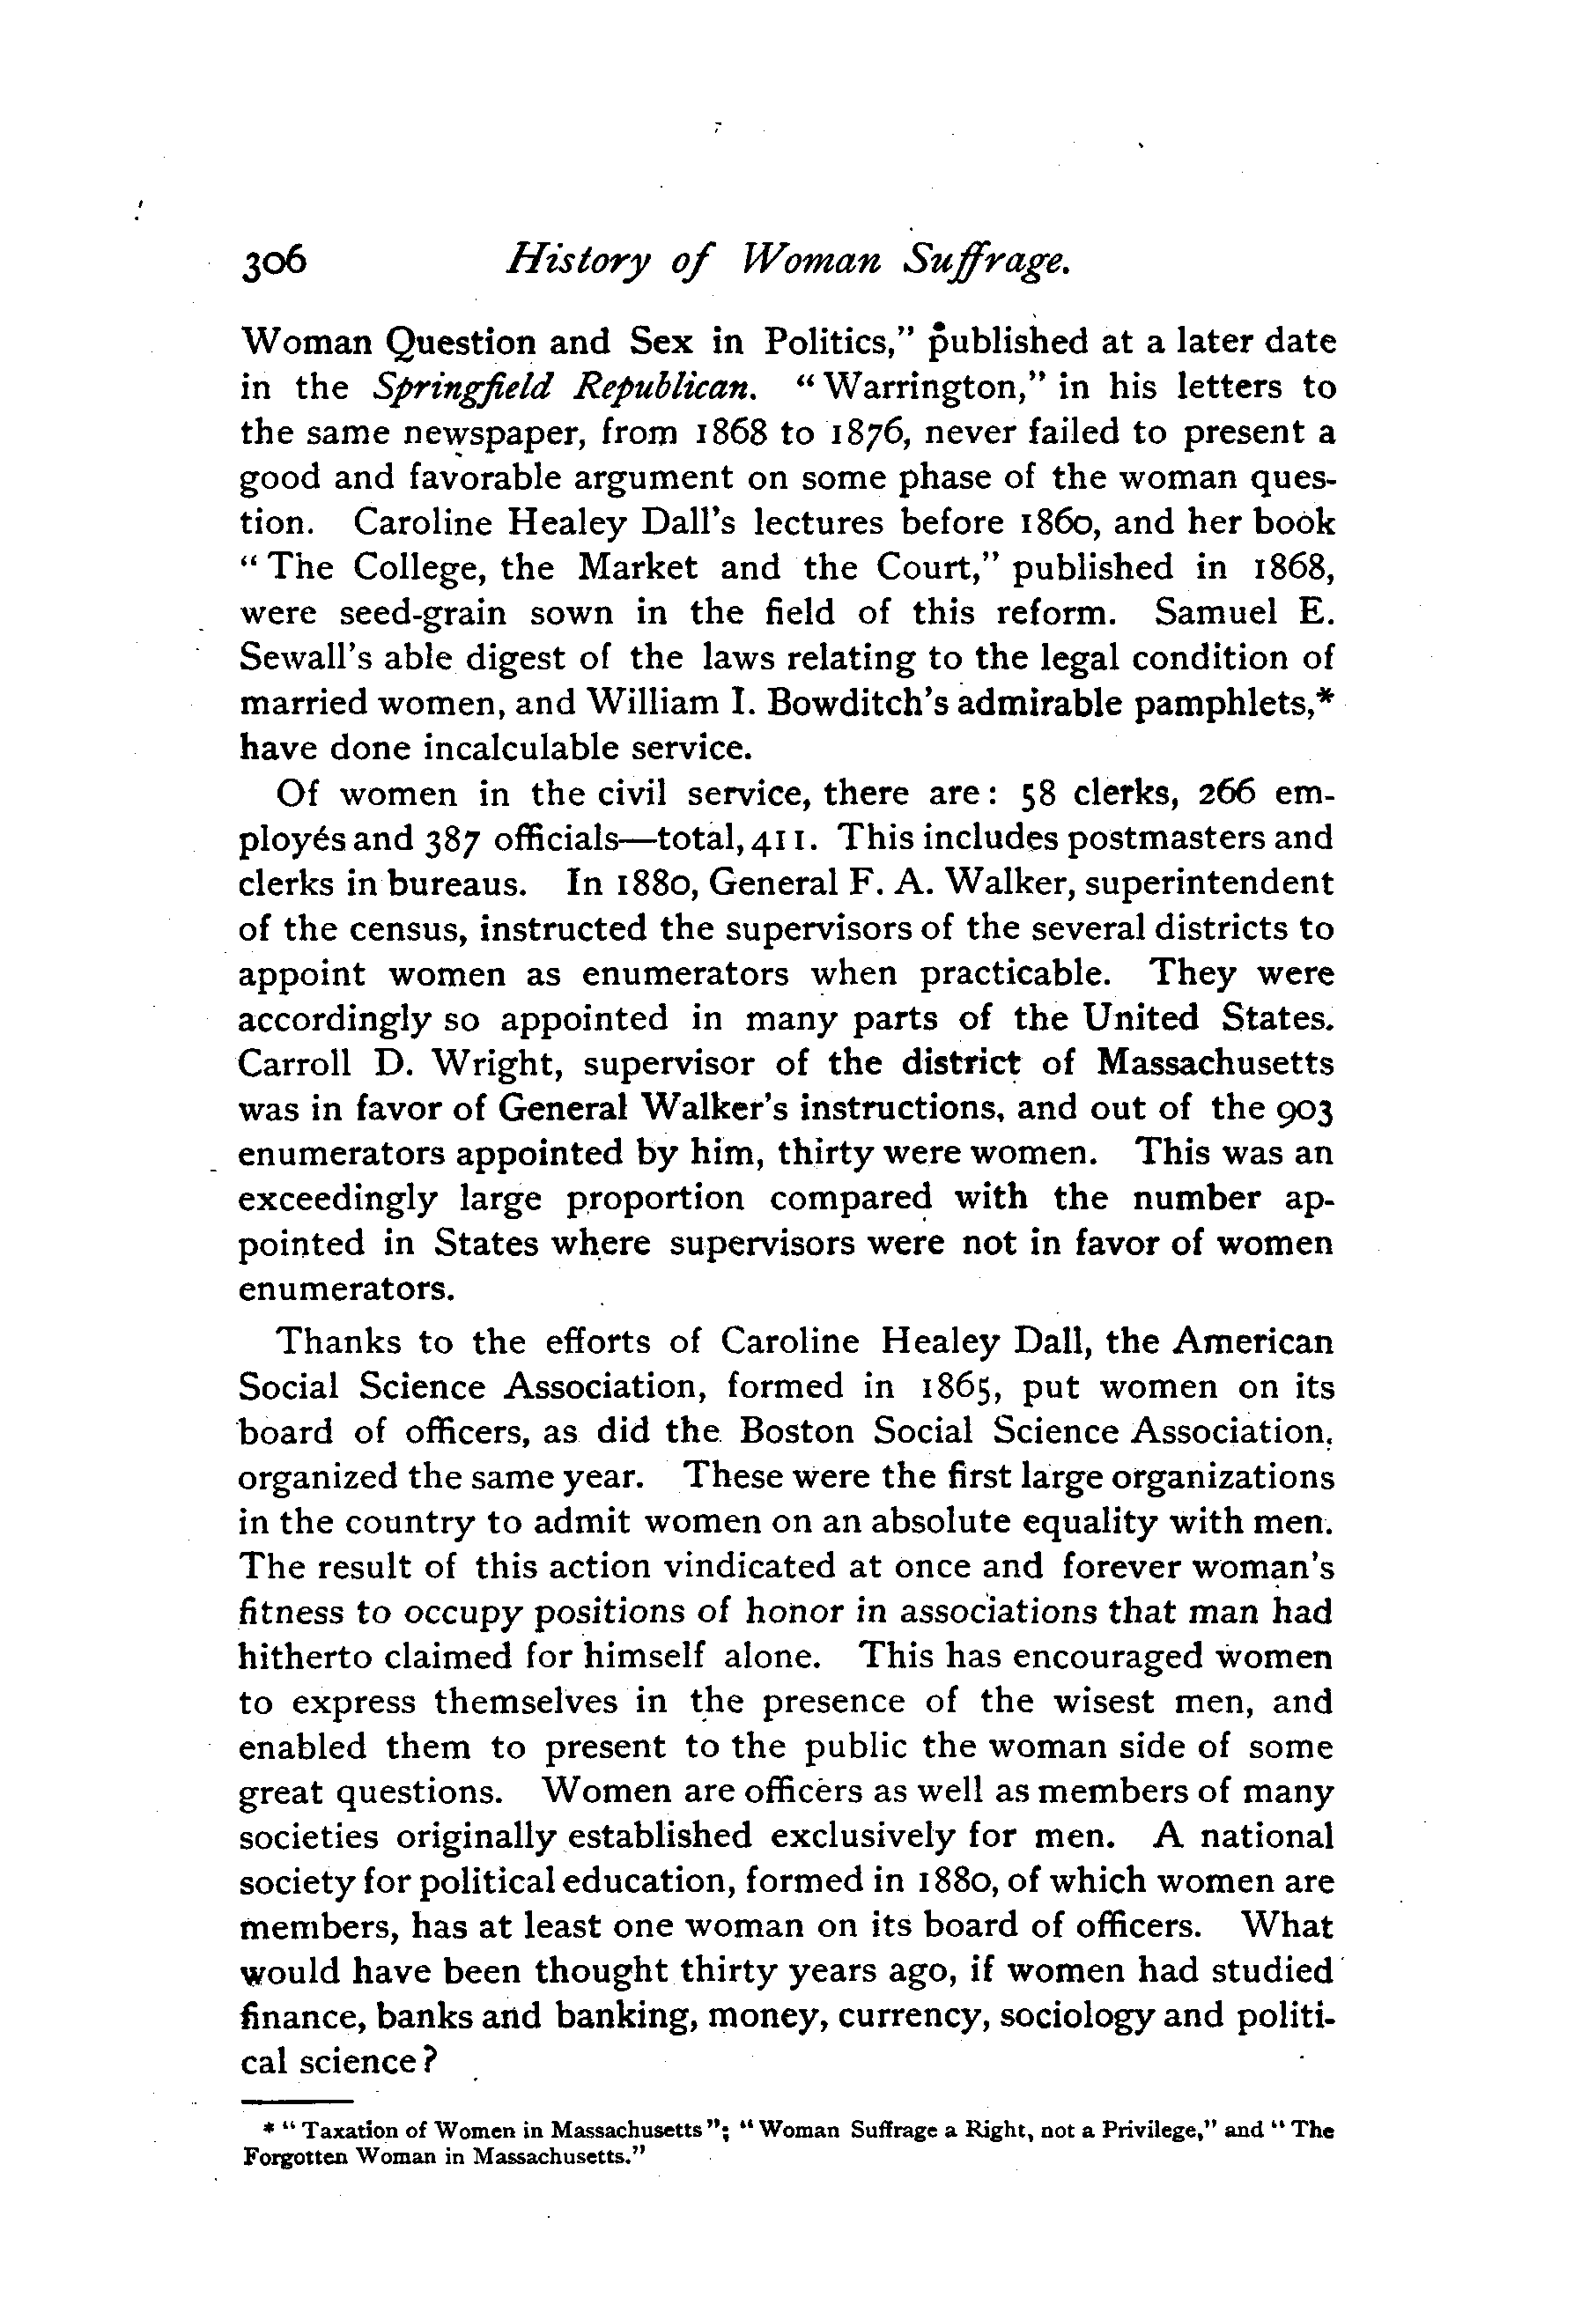 306 History of Woman Suffrage.
Woman Question and Sex in Politics," published at a later date
in the Springfield Republican. "Warrington," in his letters to
the same newspaper, from 1868 to 1876, never failed to present a
good and favorable argument on some phase of the woman ques-
tion. Caroline Healey Dall's lectures before 1860, and her book
"The College, the Market and the Court," published in 1868,
were seed-grain sown in the field of this reform. Samuel E.
Sewall's able digest of the laws relating to the legal condition of
married women, and William I. Bowditch's admirable pamphlets,*
have done incalculable service.
Of women in the civil service, there are: 58 clerks, 266 em-
ployés and 387 officials—total, 411. This includes postmasters and
clerks in bureaus. In 1880, General F. A. Walker, superintendent
of the census, instructed the supervisors of the several districts to
appoint women as enumerators when practicable. They were
accordingly so appointed in many parts of the United States.
Carroll D. Wright, supervisor of the district of Massachusetts
was in favor of General Walker's instructions, and out of the 903
enumerators appointed by him, thirty were women. This was an
exceedingly large proportion compared with the number ap-
pointed in States where supervisors were not in favor of women
enumerators.
Thanks to the efforts of Caroline Healey Dall, the American
Social Science Association, formed in 1865, put women on its
board of officers, as did the Boston Social Science Association,
organized the same year. These were the first large organizations
in the country to admit women on an absolute equality with men.
The result of this action vindicated at once and forever woman's
fitness to occupy positions of honor in associations that man had
hitherto claimed for himself alone. This has encouraged women
to express themselves in the presence of the wisest men, and
enabled them to present to the public the woman side of some
great questions. Women are officers as well as members of many
societies originally established exclusively for men. A national
society for political education, formed in 1880, of which women are
members, has at least one woman on its board of officers. What
would have been thought thirty years ago, if women had studied
finance, banks and banking, money, currency, sociology and politi-
cal science?
* "Taxation of Women in Massachusetts"; "Woman Suffrage a Right, not a Privilege," and "The
Forgotten Woman in Massachusetts."